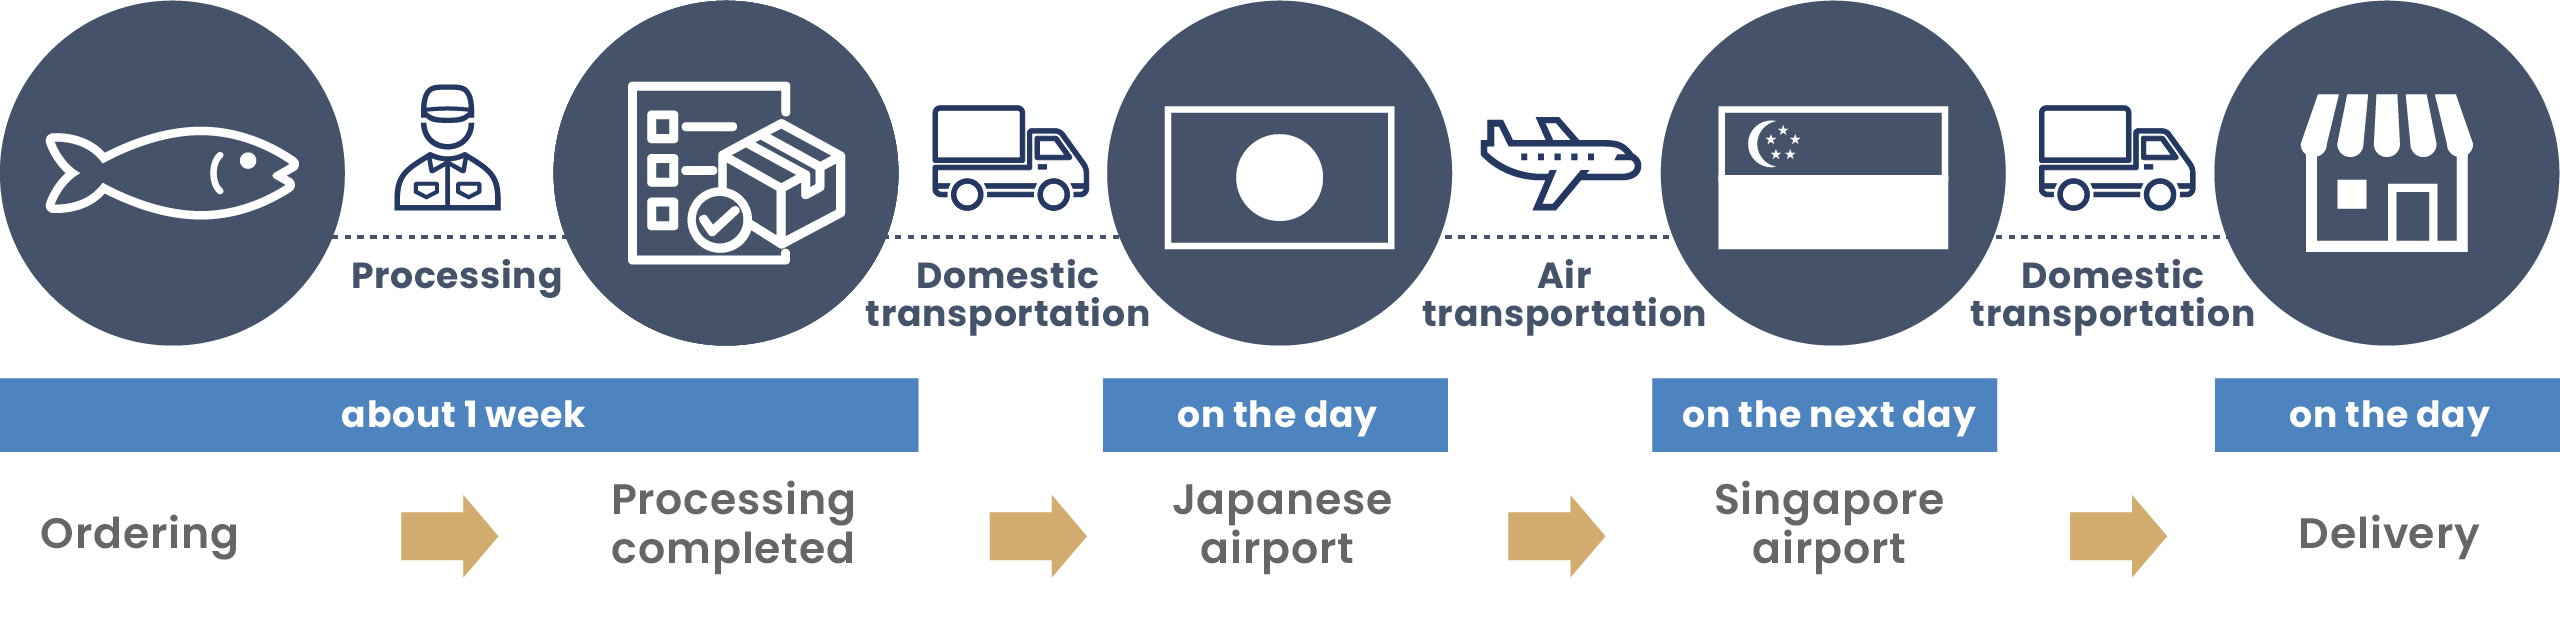 Processing
Domestic
transportation
Air
transportation
Domestic
transportation
about 1 week
on the day
on the next day
on the day
Ordering
Processing
completed
Japanese
airport
Singapore
airport
Delivery